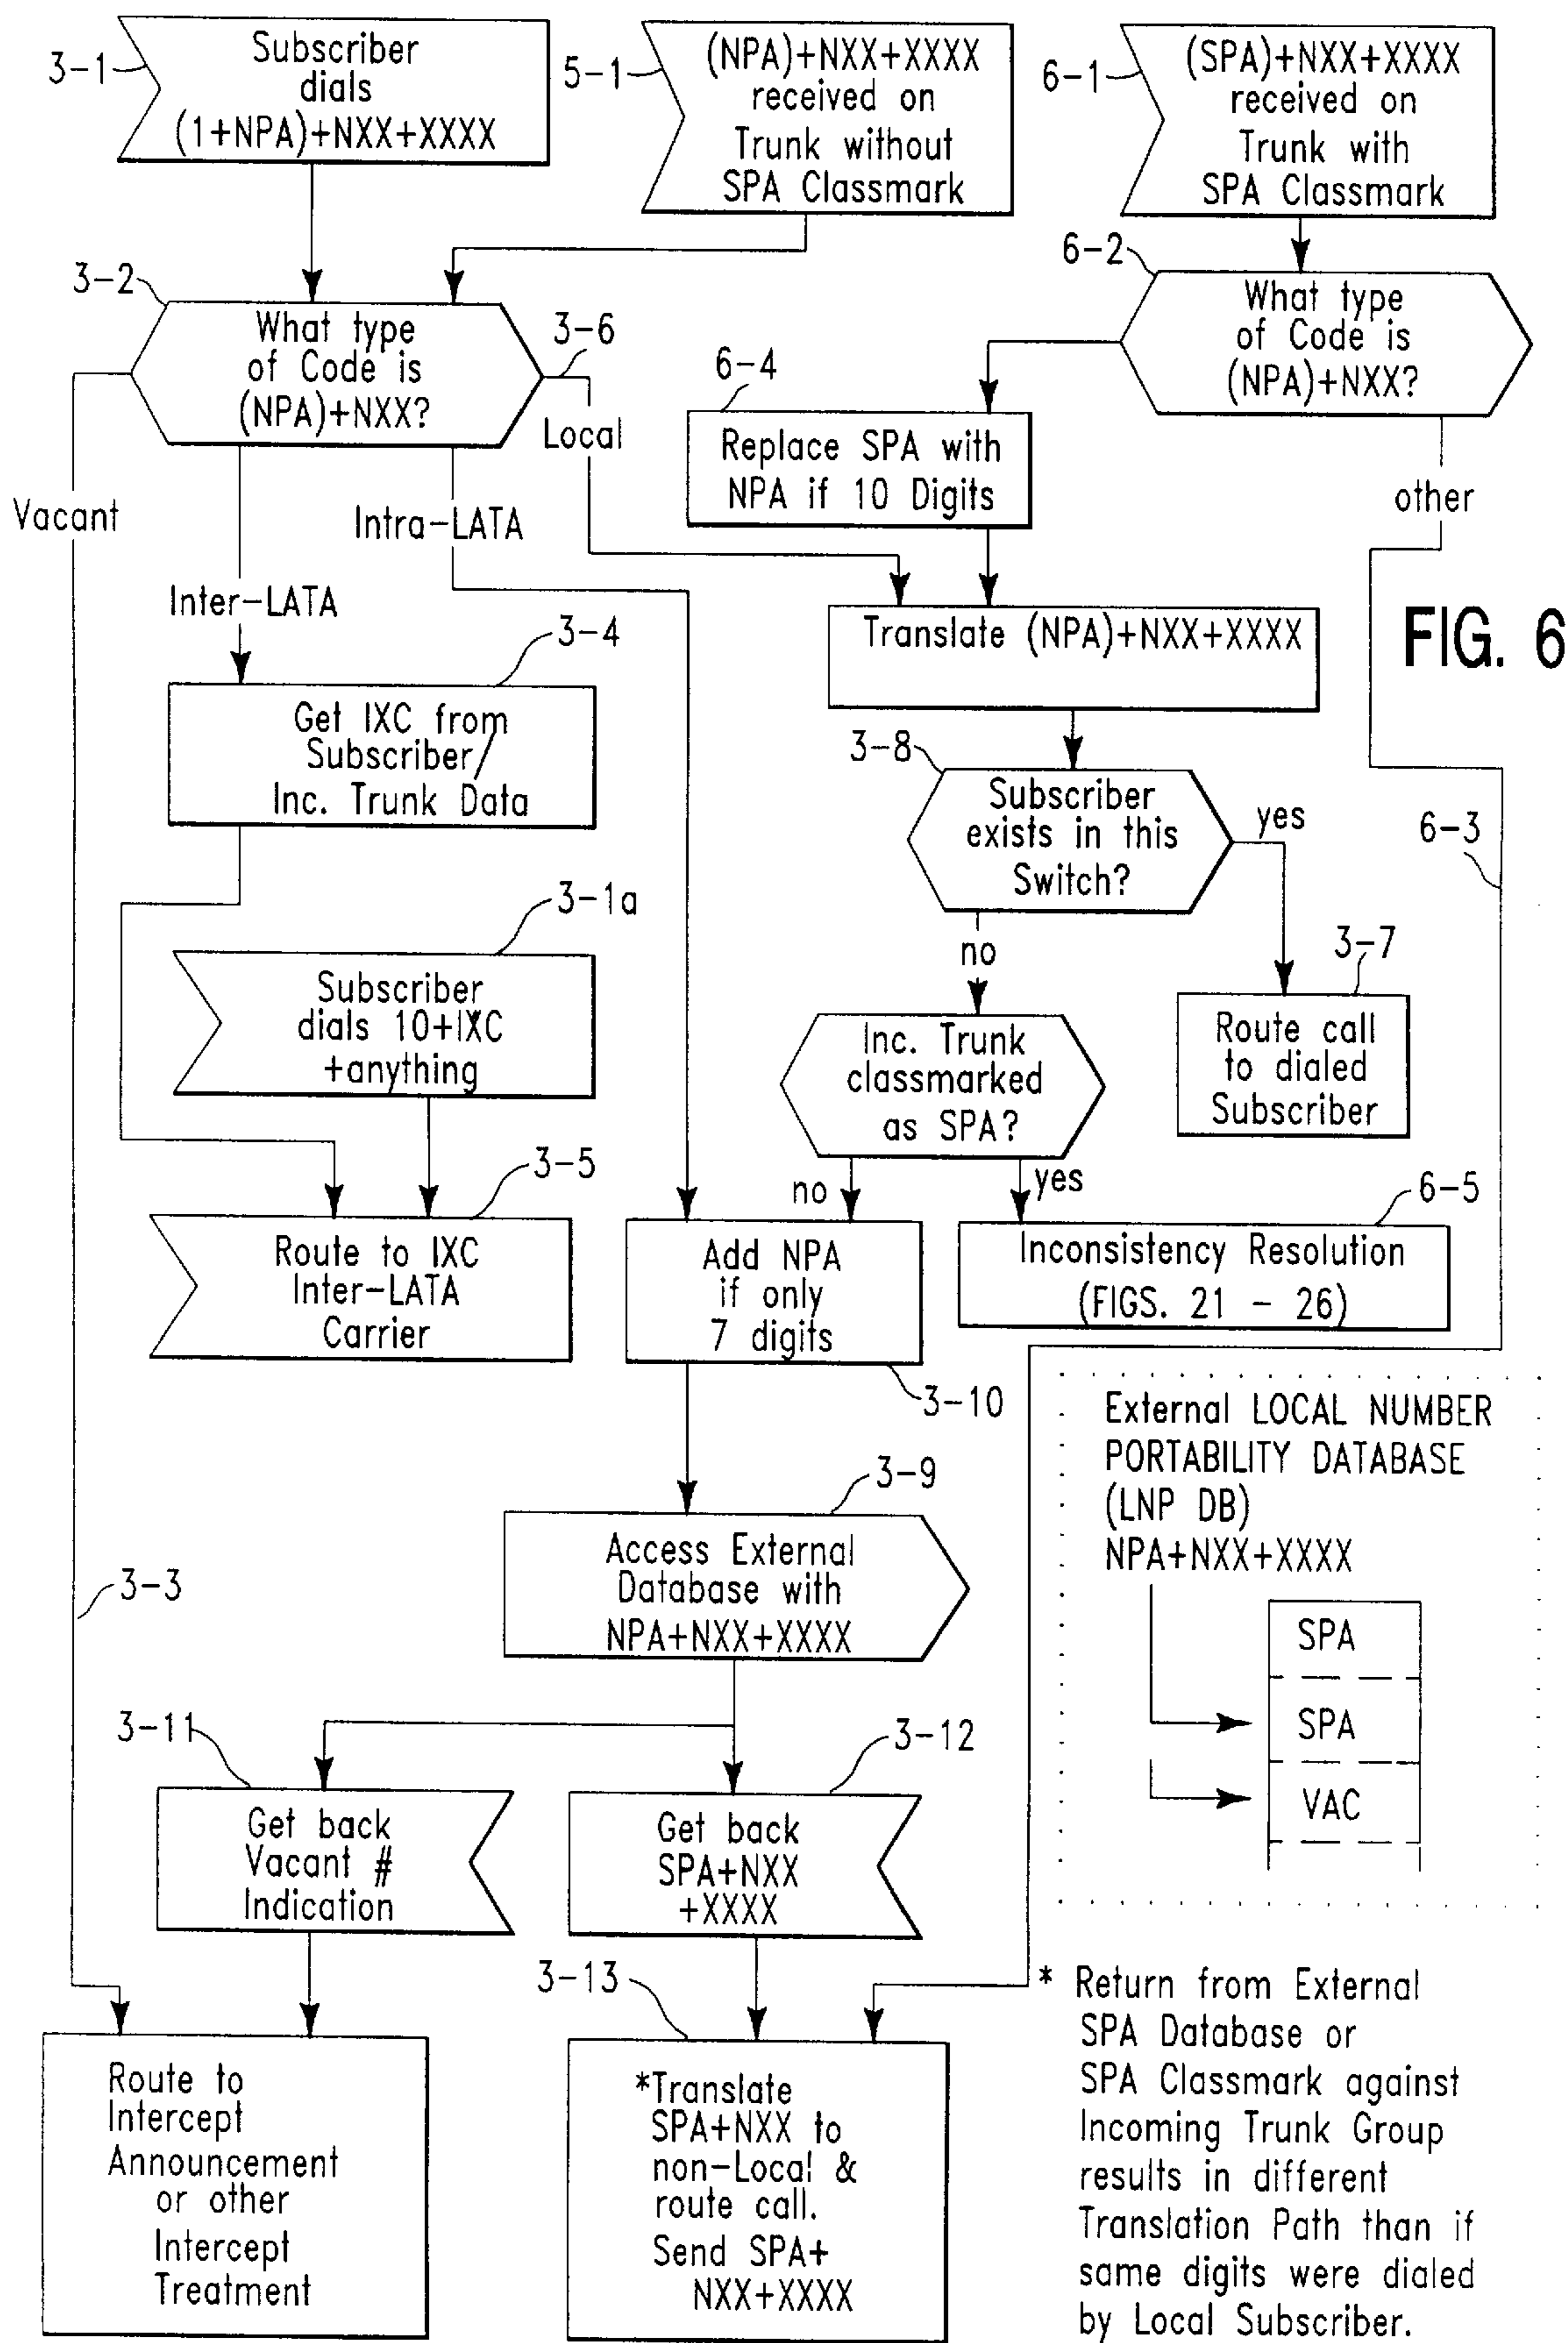 3-1
Subscriber
dials
(1+NPA)+NXX+XXXX
5-1
(NPA)+NXX+XXXX
received on
Trunk without
SPA Classmark
6-1
(SPA)+NXX+XXXX
received on
Trunk with
SPA Classmark
3-2
What type
of Code is
(NPA)+NXX?
3-6
Local
6-2
What type
of Code is
(NPA)+NXX?
6-4
Replace SPA with
NPA if 10 Digits
Vacant
Intra-LATA
Inter-LATA
other
Translate (NPA)+NXX+XXXX
FIG. 6
3-4
Get IXC from
Subscriber/
Inc. Trunk Data
3-8
Subscriber
exists in this
Switch?
yes
6-3
no
3-7
Route call
to dialed
Subscriber
3-1a
Subscriber
dials 10+IXC
+anything
Inc. Trunk
classmarked
as SPA?
no
yes
3-5
Route to IXC
Inter-LATA
Carrier
Add NPA
if only
7 digits
3-10
6-5
Inconsistency Resolution
(FIGS. 21 - 26)
External LOCAL NUMBER
PORTABILITY DATABASE
(LNP DB)
NPA+NXX+XXXX
SPA
SPA
VAC
3-9
Access External
Database with
NPA+NXX+XXXX
3-3
3-11
Get back
Vacant #
Indication
3-12
Get back
SPA+NXX
+XXXX
3-13
Route to
Intercept
Announcement
or other
Intercept
Treatment
*Translate
SPA+NXX to
non-Local &
route call.
Send SPA+
NXX+XXXX
* Return from External
SPA Database or
SPA Classmark against
Incoming Trunk Group
results in different
Translation Path than if
same digits were dialed
by Local Subscriber.